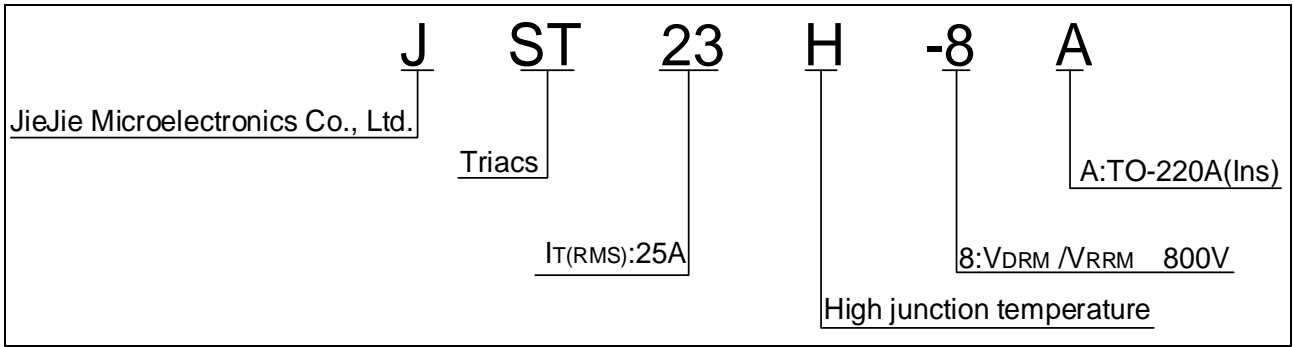 J ST 23 H -8 A
JieJie Microelectronics Co., Ltd.
Triacs
A:TO-220A(Ins)
IT(RMS):25A
8:VDRM /VRRM 800V
High junction temperature